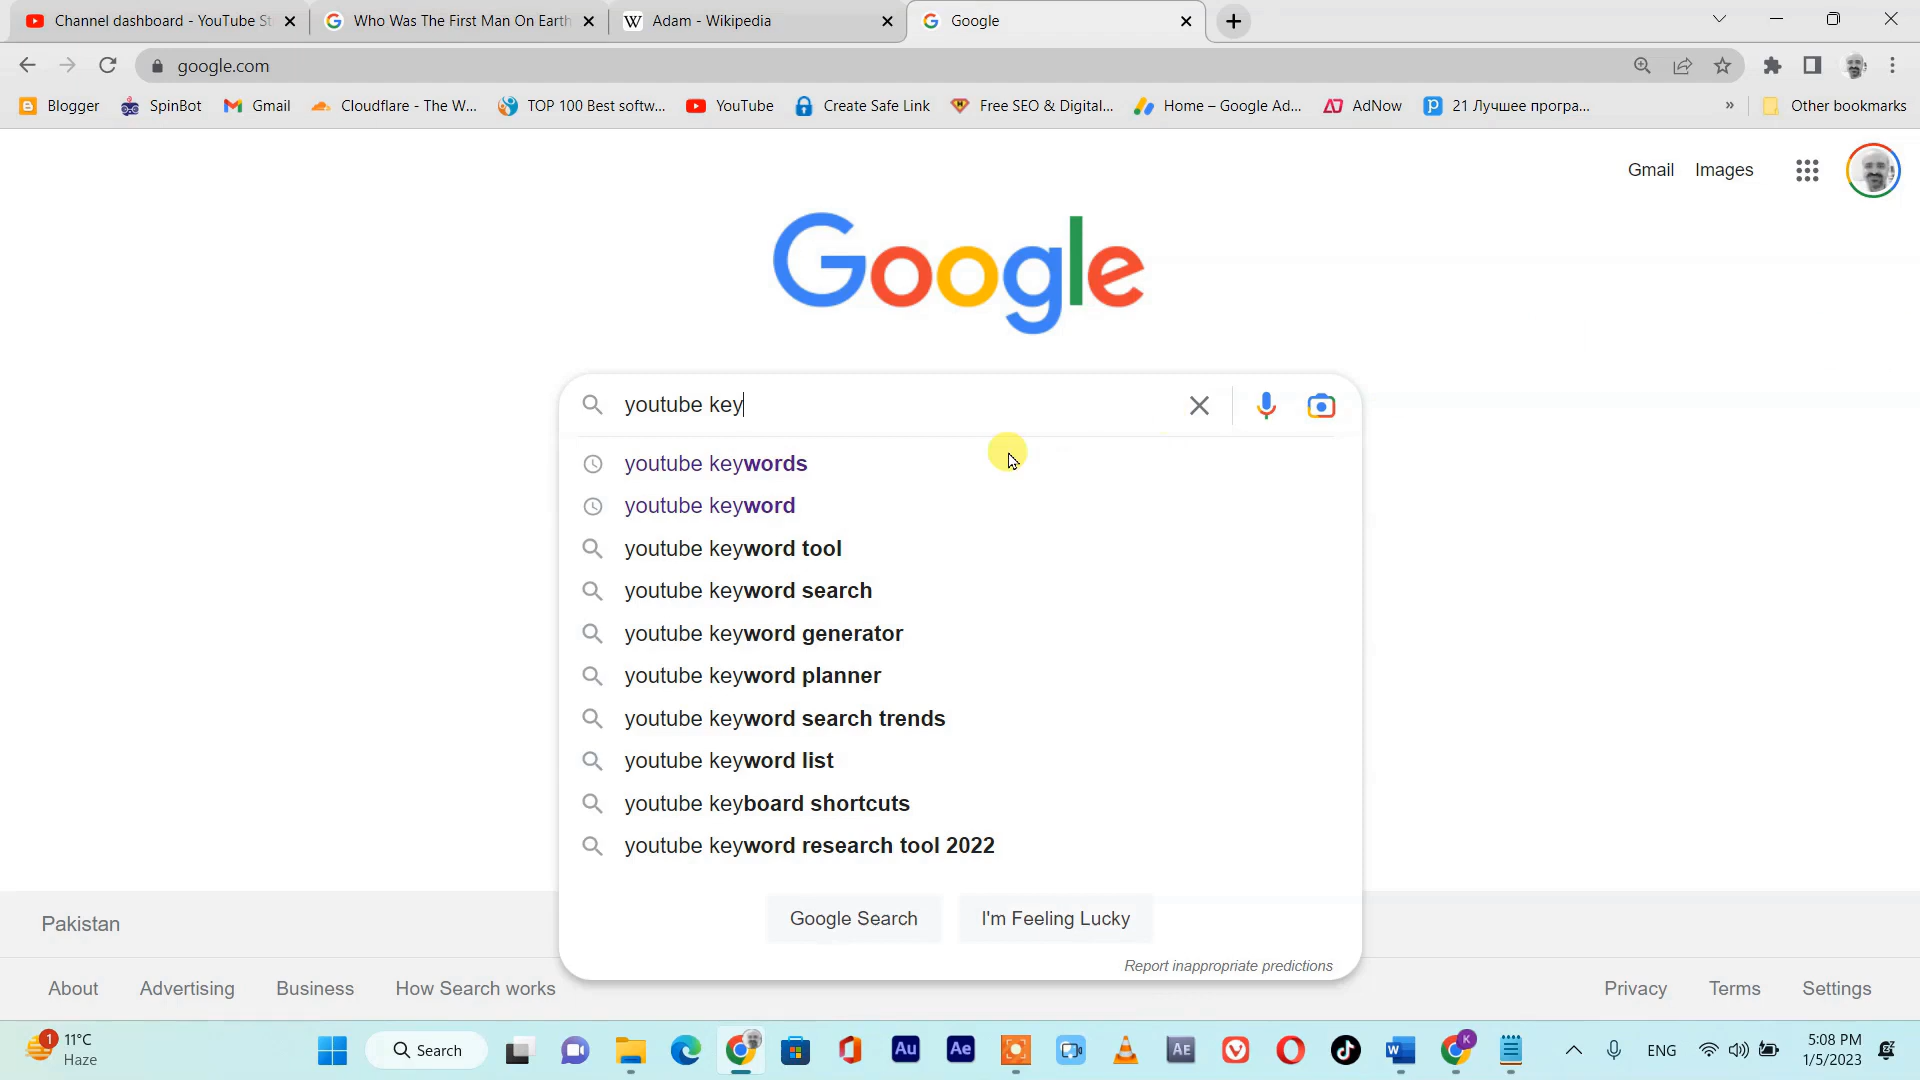 Channel dashboard - YouTube St
Who Was The First Man On Earth
W Adam - Wikipedia
Google
google.com
Blogger
SpinBot
Gmail
Cloudflare - The W...
TOP 100 Best softw...
YouTube
Create Safe Link
Free SEO & Digital...
Home – Google Ad...
AdNow
21 Лучшее програ...
»
Other bookmarks
Gmail
Images
Google
youtube key
youtube keywords
youtube keyword
youtube keyword tool
youtube keyword search
youtube keyword generator
youtube keyword planner
youtube keyword search trends
youtube keyword list
youtube keyboard shortcuts
youtube keyword research tool 2022
Google Search
I'm Feeling Lucky
Report inappropriate predictions
Pakistan
About
Advertising
Business
How Search works
Privacy
Terms
Settings
1
11°C
Haze
Search
Au
Ae
AE
W
K
ENG
5:08 PM
1/5/2023